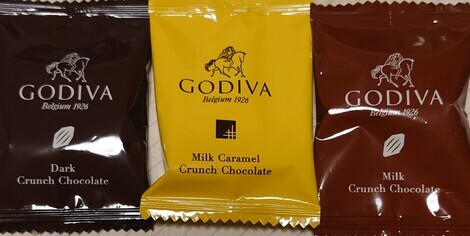 GODIVA
Belgium 1926
Dark
Crunch Chocolate
GODIVA
Belgium 1926
Milk Caramel
Crunch Chocolate
GODIVA
Belgium 1926
Milk
Crunch Chocolate